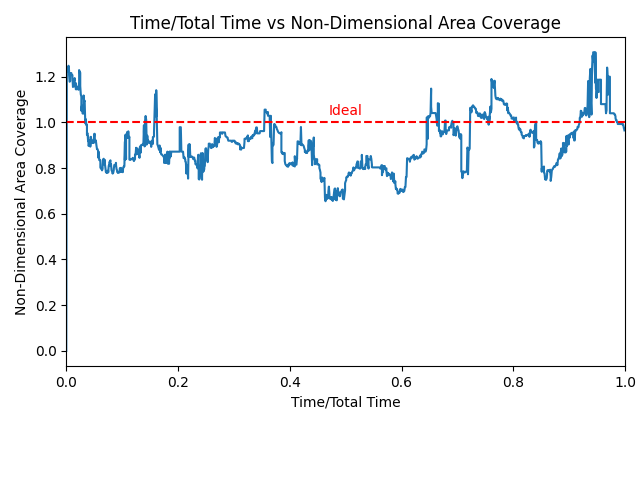 Time/Total Time vs Non-Dimensional Area Coverage
Non-Dimensional Area Coverage
1.2
1.0
0.8
0.6
0.4
0.2
0.0
Ideal
0.0 0.2 0.4 0.6 0.8 1.0
Time/Total Time